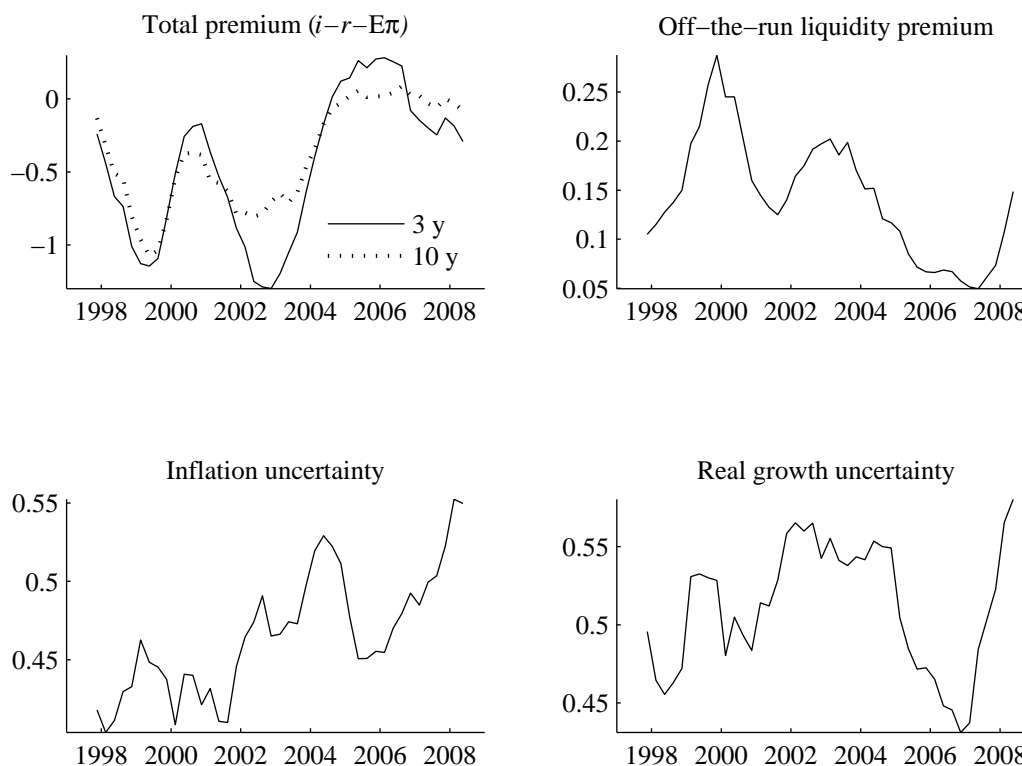 Total premium (i−r−Eπ)
0
−0.5
−1
3 y
10 y
1998 2000 2002 2004 2006 2008
Off−the−run liquidity premium
0.25
0.2
0.15
0.1
0.05
1998 2000 2002 2004 2006 2008
Inflation uncertainty
0.55
0.5
0.45
1998 2000 2002 2004 2006 2008
Real growth uncertainty
0.55
0.5
0.45
1998 2000 2002 2004 2006 2008